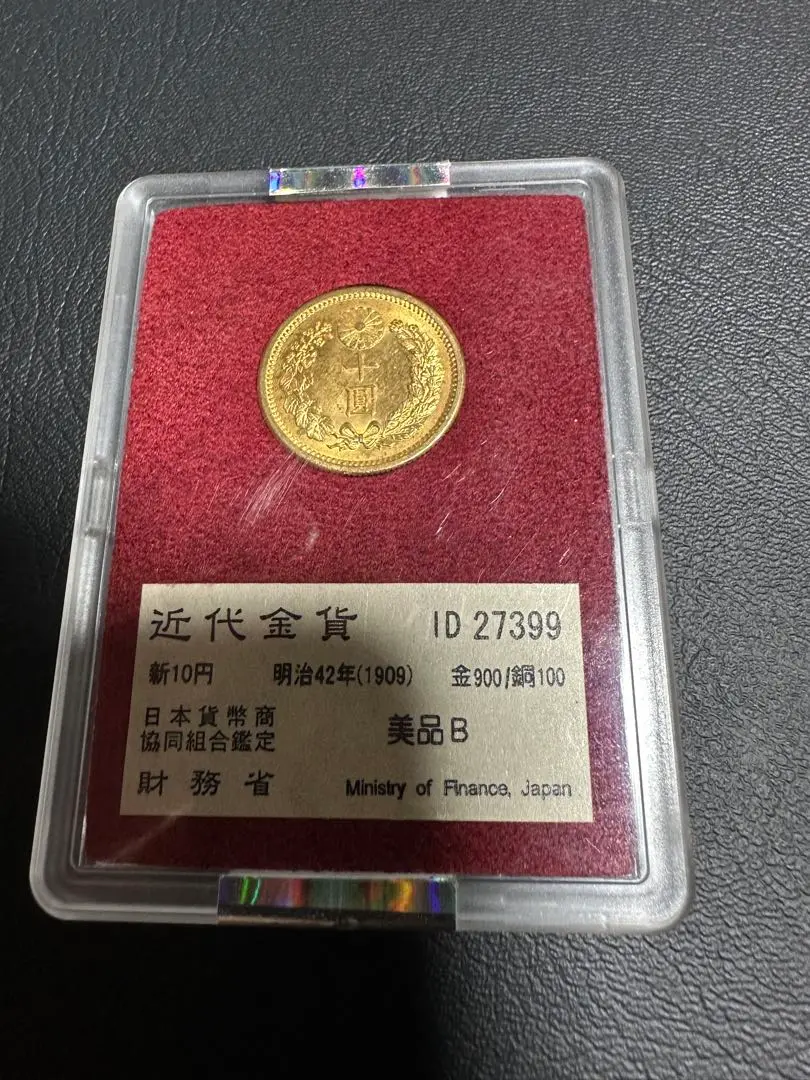 十
圓
近代金貨 ID 27399
新10円 明治42年(1909) 金900/銅100
日本貨幣商
協同組合鑑定 美品B
財務省 Ministry of Finance, Japan